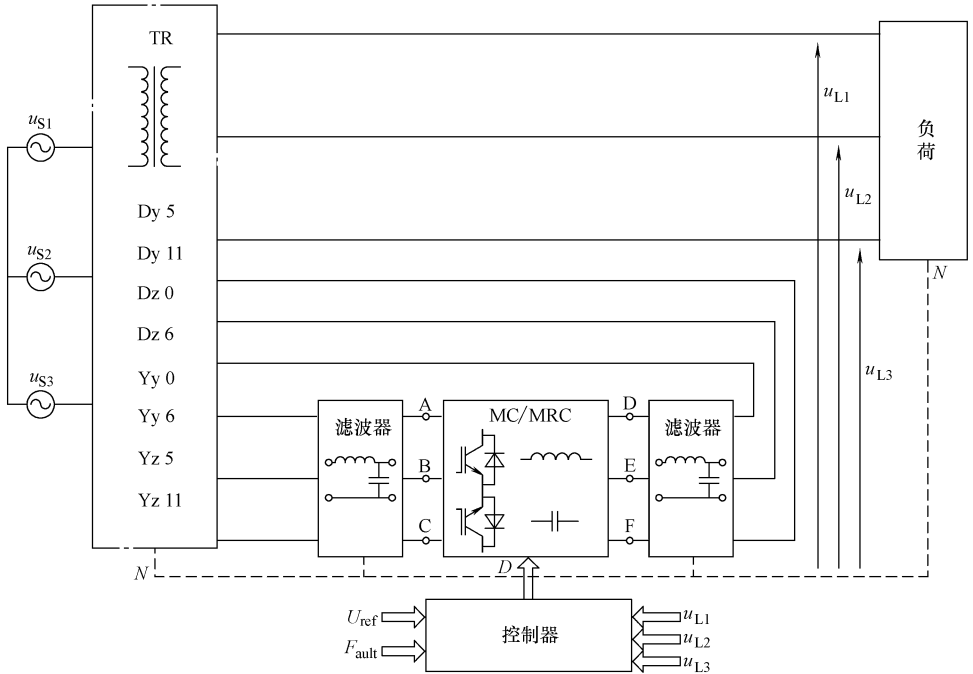 TR
u_S1
u_S2
u_S3
Dy 5
Dy 11
Dz 0
Dz 6
Yy 0
Yy 6
Yz 5
Yz 11
N
负荷
N
u_L1
u_L2
u_L3
滤波器
A
B
C
MC/MRC
D
E
F
滤波器
D
U_ref
F_ault
控制器
u_L1
u_L2
u_L3